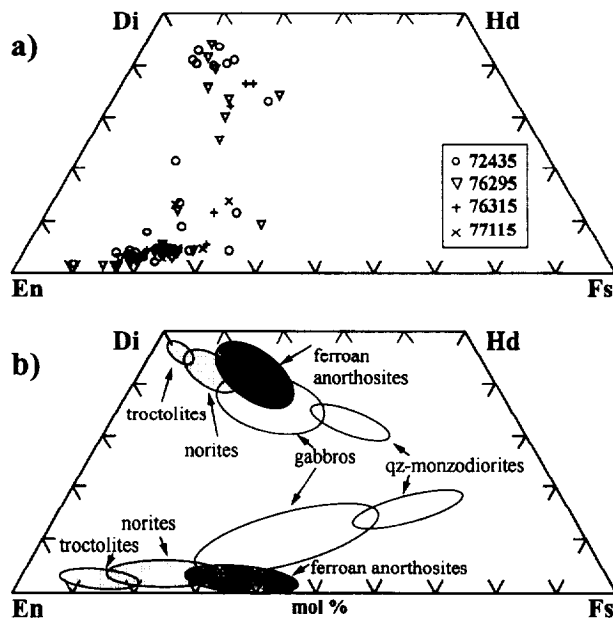 a)
Di
Hd
72435
76295
76315
77115
En
Fs
b)
Di
Hd
ferroan
anorthosites
troctolites
norites
gabbros
qz-monzodiorites
norites
troctolites
ferroan anorthosites
En
mol %
Fs